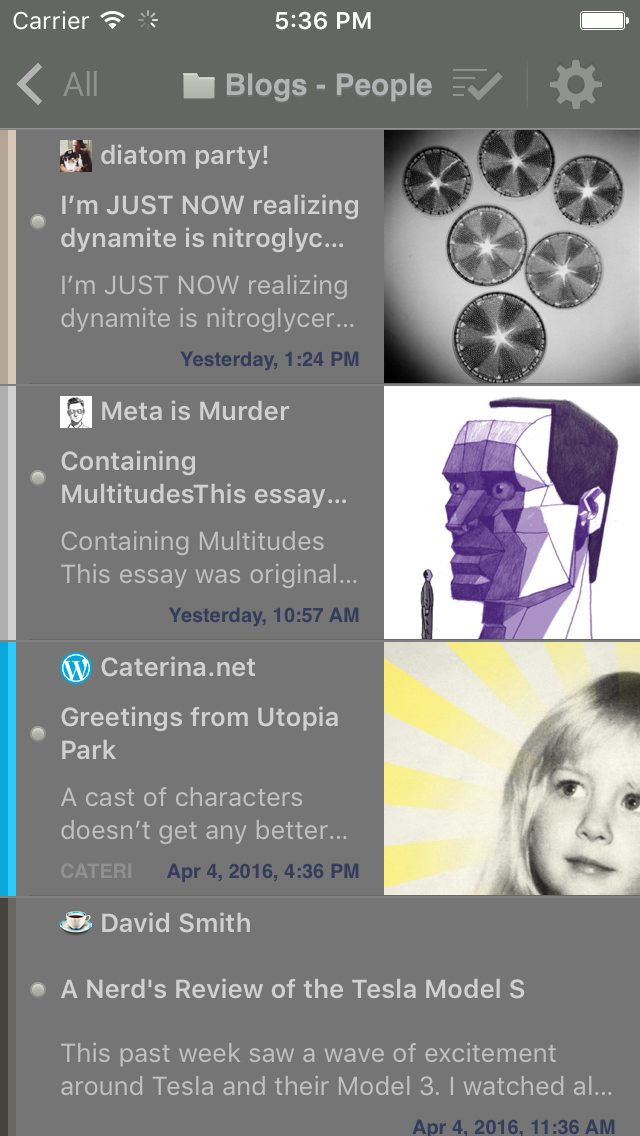 Carrier 5:36 PM
All Blogs - People
diatom party!
I’m JUST NOW realizing
dynamite is nitroglyc...
I’m JUST NOW realizing
dynamite is nitroglycer...
Yesterday, 1:24 PM
Meta is Murder
Containing
MultitudesThis essay...
Containing Multitudes
This essay was original...
Yesterday, 10:57 AM
Caterina.net
Greetings from Utopia
Park
A cast of characters
doesn’t get any better...
CATERI Apr 4, 2016, 4:36 PM
David Smith
A Nerd's Review of the Tesla Model S
This past week saw a wave of excitement
around Tesla and their Model 3. I watched al...
Apr 4, 2016, 11:36 AM